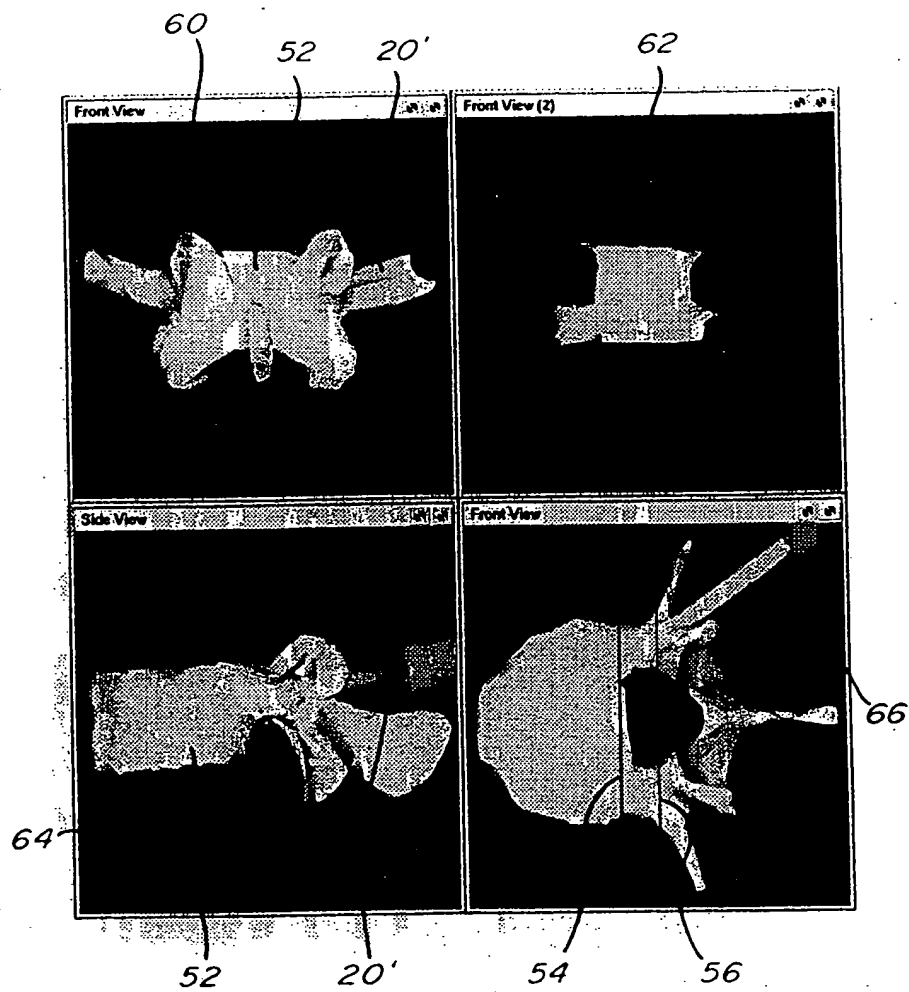 60 52 20' 62
Front View
Front View (2)
Side View
Front View
66
64
52 20' 54 56